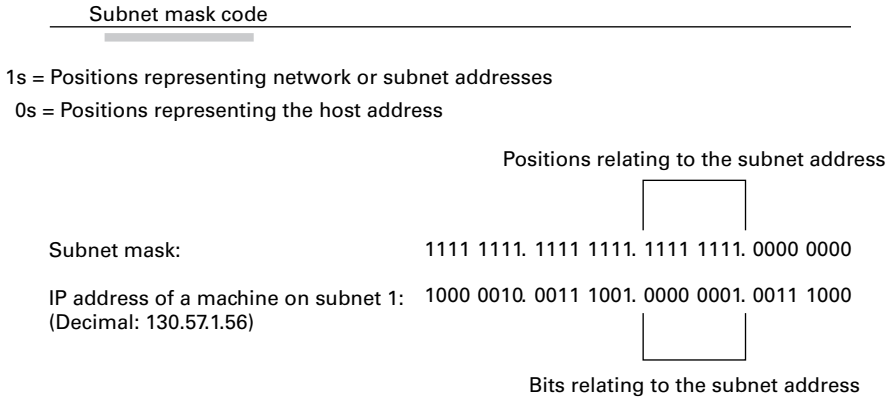 Subnet mask code
1s = Positions representing network or subnet addresses
0s = Positions representing the host address
Positions relating to the subnet address
Subnet mask: 1111 1111. 1111 1111. 1111 1111. 0000 0000
IP address of a machine on subnet 1: 1000 0010. 0011 1001. 0000 0001. 0011 1000
(Decimal: 130.57.1.56)
Bits relating to the subnet address